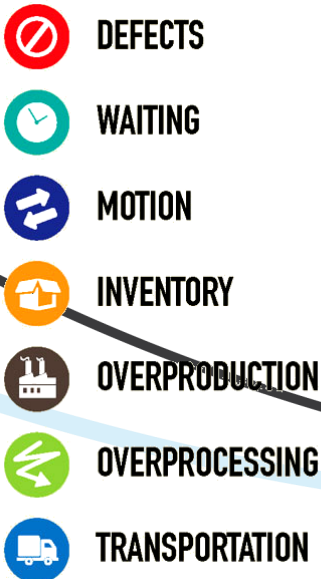 DEFECTS
WAITING
MOTION
INVENTORY
OVERPRODUCTION
OVERPROCESSING
TRANSPORTATION